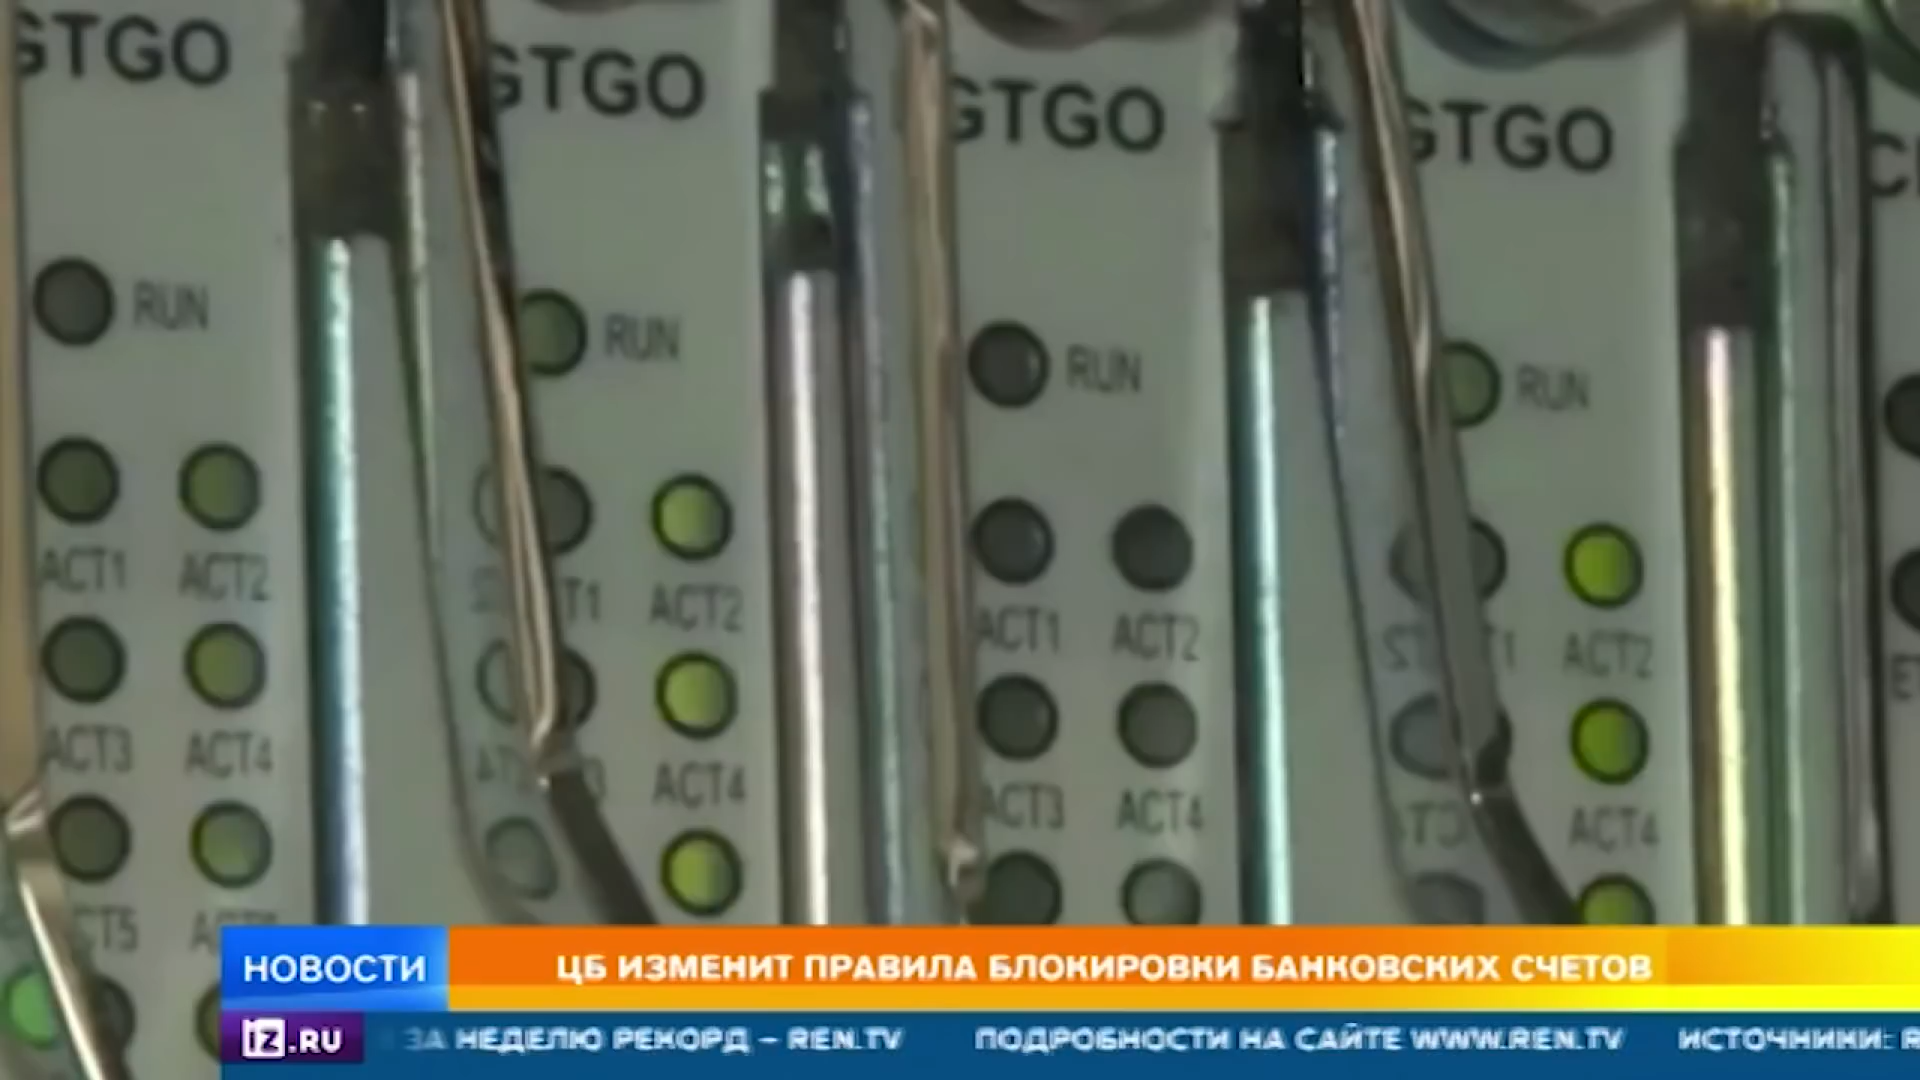 GTGO GTGO GTGO GTGO
RUN RUN RUN RUN
ACT1 ACT2 ACT2 ACT1 ACT2 ACT2
ACT3 ACT4 ACT4 ACT3 ACT4 ACT4
НОВОСТИ ЦБ ИЗМЕНИТ ПРАВИЛА БЛОКИРОВКИ БАНКОВСКИХ СЧЕТОВ
iz.RU ЗА НЕДЕЛЮ РЕКОРД – REN.TV ПОДРОБНОСТИ НА САЙТЕ WWW.REN.TV ИСТОЧНИКИ: